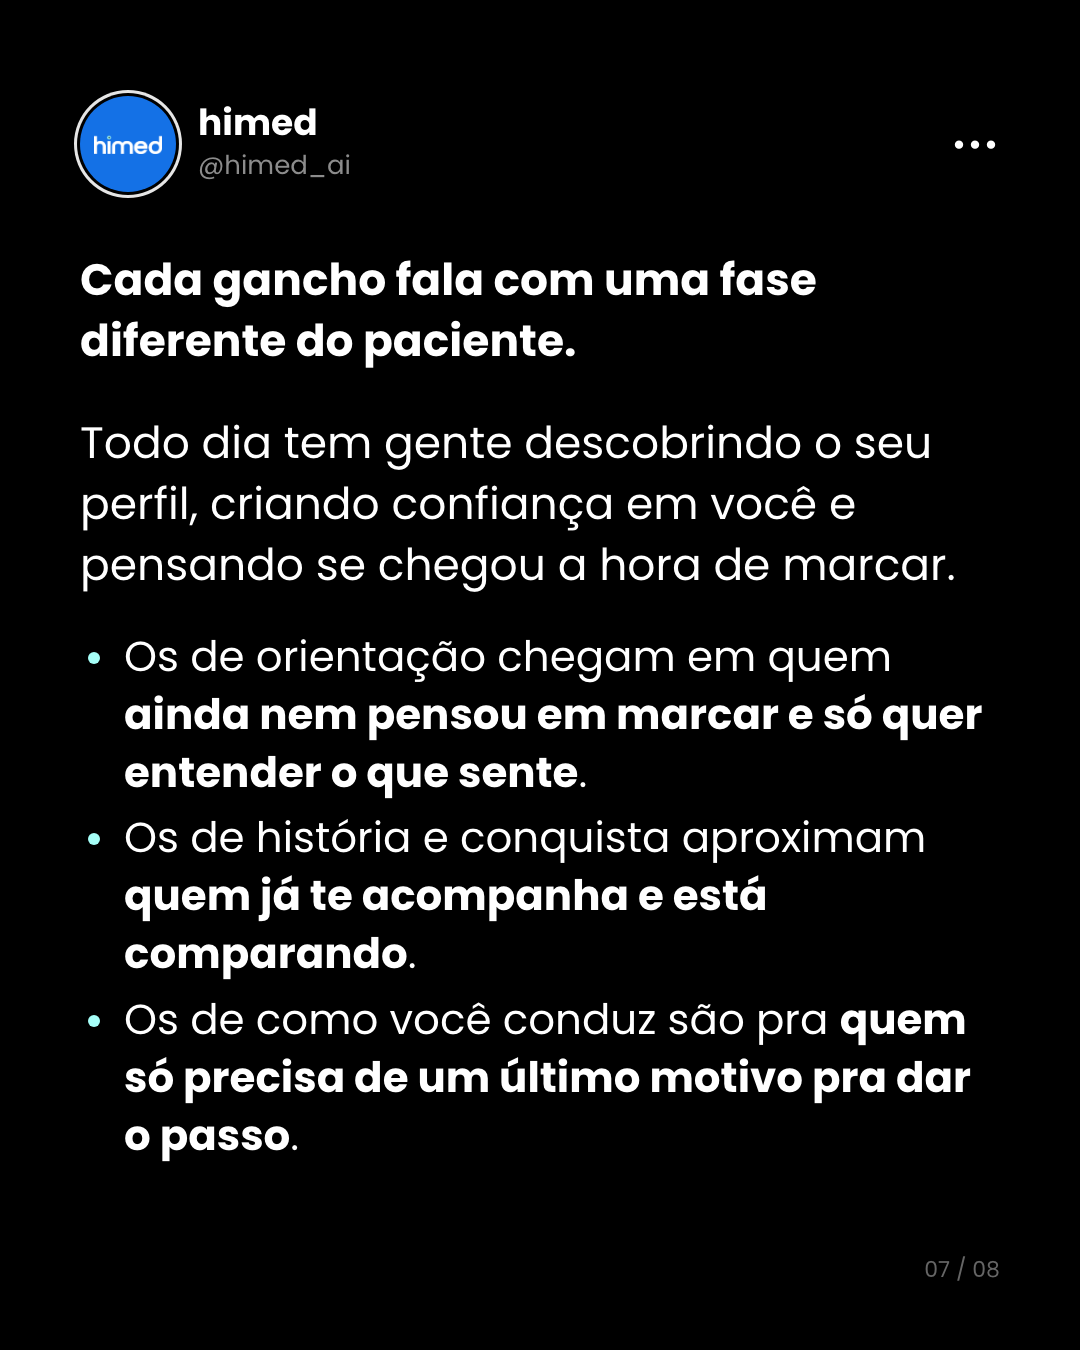 himed
himed
@himed_ai
Cada gancho fala com uma fase
diferente do paciente.
Todo dia tem gente descobrindo o seu
perfil, criando confiança em você e
pensando se chegou a hora de marcar.
• Os de orientação chegam em quem
ainda nem pensou em marcar e só quer
entender o que sente.
• Os de história e conquista aproximam
quem já te acompanha e está
comparando.
• Os de como você conduz são pra quem
só precisa de um último motivo pra dar
o passo.
07 / 08